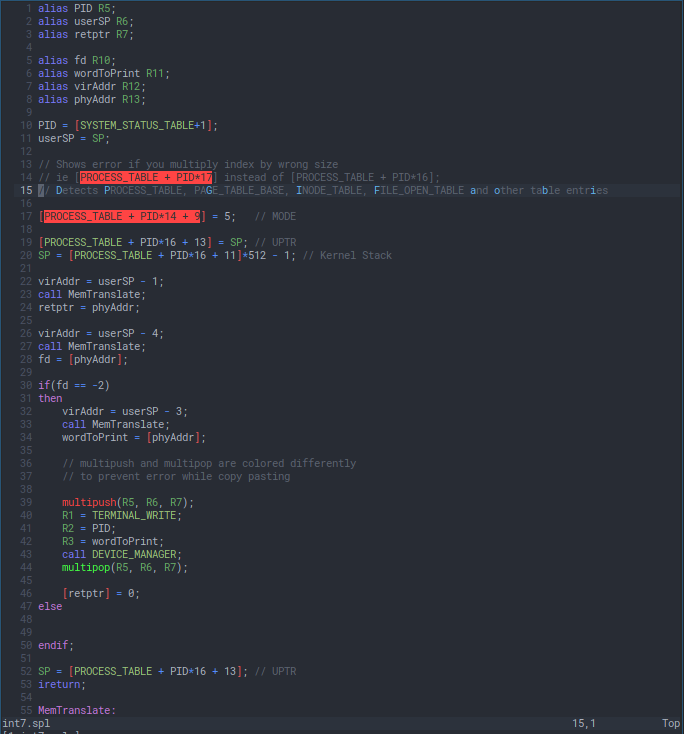 1 alias PID R5;
2 alias userSP R6;
3 alias retptr R7;
4
5 alias fd R10;
6 alias wordToPrint R11;
7 alias virAddr R12;
8 alias phyAddr R13;
9
10 PID = [SYSTEM_STATUS_TABLE+1];
11 userSP = SP;
12
13 // Shows error if you multiply index by wrong size
14 // ie [PROCESS_TABLE + PID*17] instead of [PROCESS_TABLE + PID*16];
15 // Detects PROCESS_TABLE, PAGE_TABLE_BASE, INODE_TABLE, FILE_OPEN_TABLE and other table entries
16
17 [PROCESS_TABLE + PID*14 + 9] = 5;   // MODE
18
19 [PROCESS_TABLE + PID*16 + 13] = SP; // UPTR
20 SP = [PROCESS_TABLE + PID*16 + 11]*512 - 1; // Kernel Stack
21
22 virAddr = userSP - 1;
23 call MemTranslate;
24 retptr = phyAddr;
25
26 virAddr = userSP - 4;
27 call MemTranslate;
28 fd = [phyAddr];
29
30 if(fd == -2)
31 then
32     virAddr = userSP - 3;
33     call MemTranslate;
34     wordToPrint = [phyAddr];
35
36     // multipush and multipop are colored differently
37     // to prevent error while copy pasting
38
39     multipush(R5, R6, R7);
40     R1 = TERMINAL_WRITE;
41     R2 = PID;
42     R3 = wordToPrint;
43     call DEVICE_MANAGER;
44     multipop(R5, R6, R7);
45
46     [retptr] = 0;
47 else
48
49
50 endif;
51
52 SP = [PROCESS_TABLE + PID*16 + 13]; // UPTR
53 ireturn;
54
55 MemTranslate:
int7.spl 15,1 Top